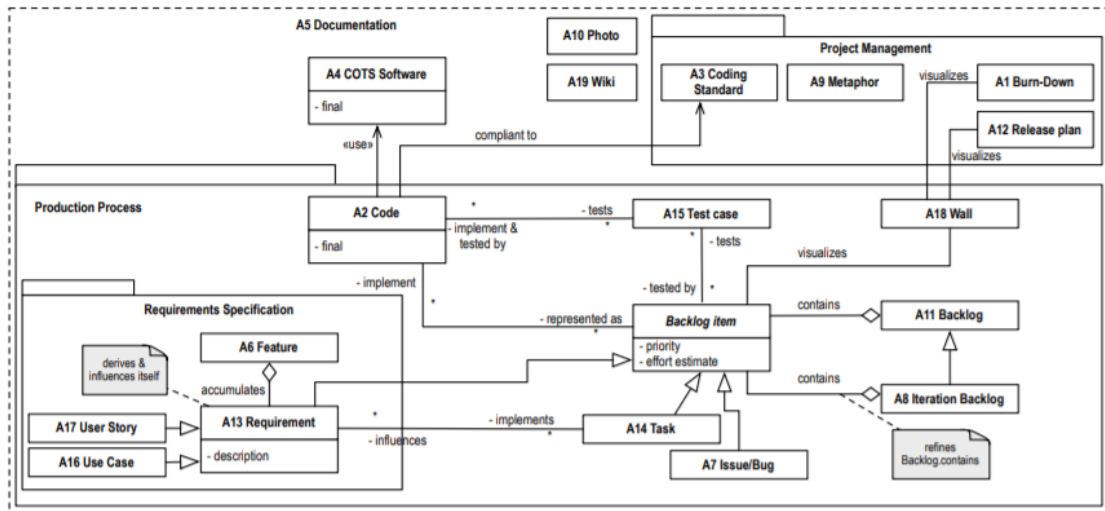 A5 Documentation
A10 Photo
Project Management
A4 COTS Software
- final
A19 Wiki
A3 Coding
Standard
A9 Metaphor
visualizes
A1 Burn-Down
A12 Release plan
visualizes
compliant to
«use»
Production Process
A2 Code
- final
*
- tests
*
- implement &
tested by
A15 Test case
*
- tests
A18 Wall
visualizes
- implement
*
- tested by
*
- represented as
*
Backlog item
- priority
- effort estimate
contains
A11 Backlog
contains
A8 Iteration Backlog
refines
Backlog.contains
Requirements Specification
A6 Feature
derives &
influences itself
accumulates
A17 User Story
A13 Requirement
- description
A16 Use Case
*
- influences
- implements
*
A14 Task
A7 Issue/Bug